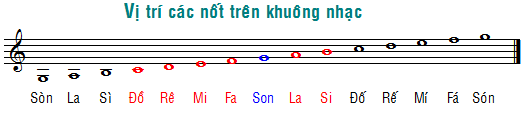 Vị trí các nốt trên khuông nhạc
Sòn La Sì Đồ Rê Mi Fa Son La Si Đố Rế Mí Fá Són